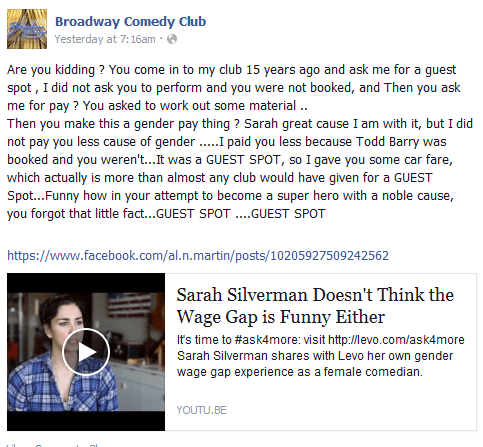 Broadway Comedy Club
Yesterday at 7:16am ·
Are you kidding ? You come in to my club 15 years ago and ask me for a guest
spot , I did not ask you to perform and you were not booked, and Then you ask
me for pay ? You asked to work out some material ..
Then you make this a gender pay thing ? Sarah great cause I am with it, but I did
not pay you less cause of gender .....I paid you less because Todd Barry was
booked and you weren't...It was a GUEST SPOT, so I gave you some car fare,
which actually is more than almost any club would have given for a GUEST
Spot...Funny how in your attempt to become a super hero with a noble cause,
you forgot that little fact...GUEST SPOT ....GUEST SPOT
https://www.facebook.com/al.n.martin/posts/10205927509242562
Sarah Silverman Doesn't Think the
Wage Gap is Funny Either
It's time to #ask4more: visit http://levo.com/ask4more
Sarah Silverman shares with Levo her own gender
wage gap experience as a female comedian.
YOUTU.BE